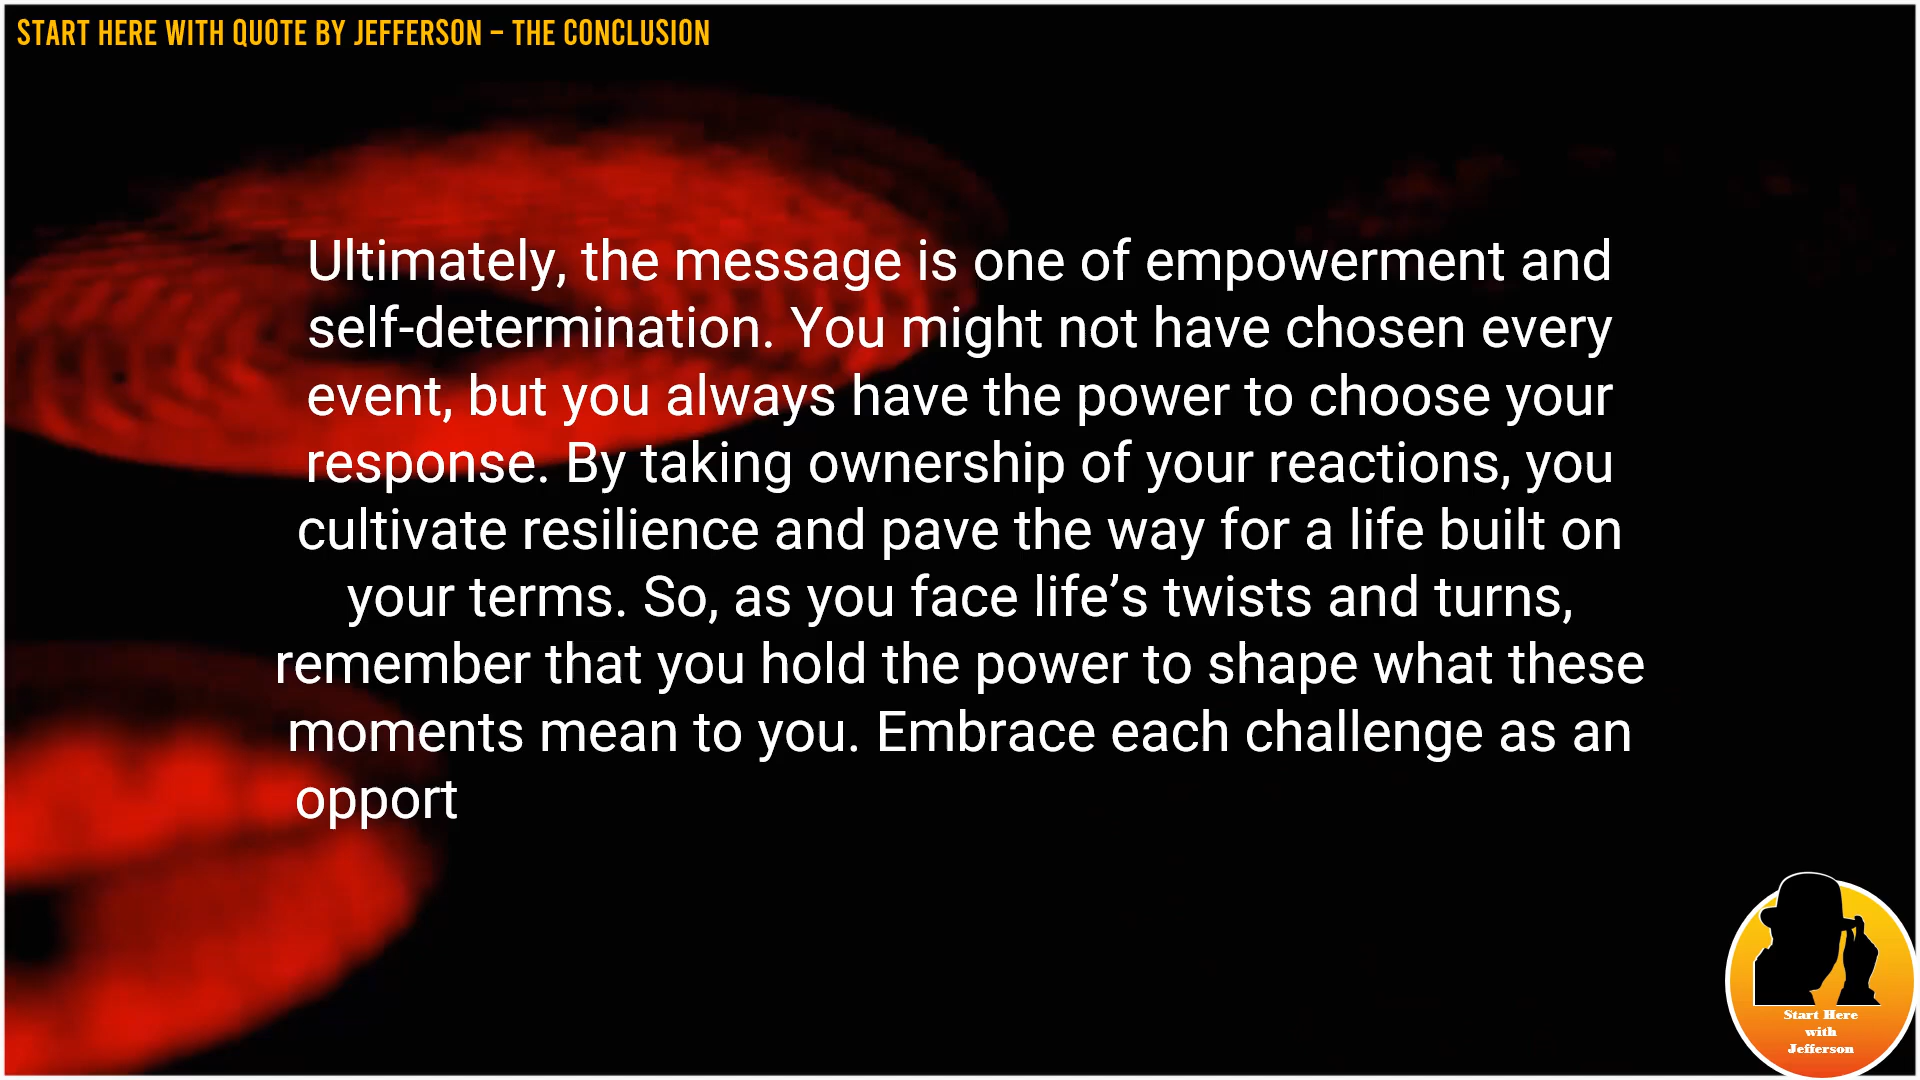 START HERE WITH QUOTE BY JEFFERSON – THE CONCLUSION
Ultimately, the message is one of empowerment and
self-determination. You might not have chosen every
event, but you always have the power to choose your
response. By taking ownership of your reactions, you
cultivate resilience and pave the way for a life built on
your terms. So, as you face life’s twists and turns,
remember that you hold the power to shape what these
moments mean to you. Embrace each challenge as an
opport
Start Here
with
Jefferson